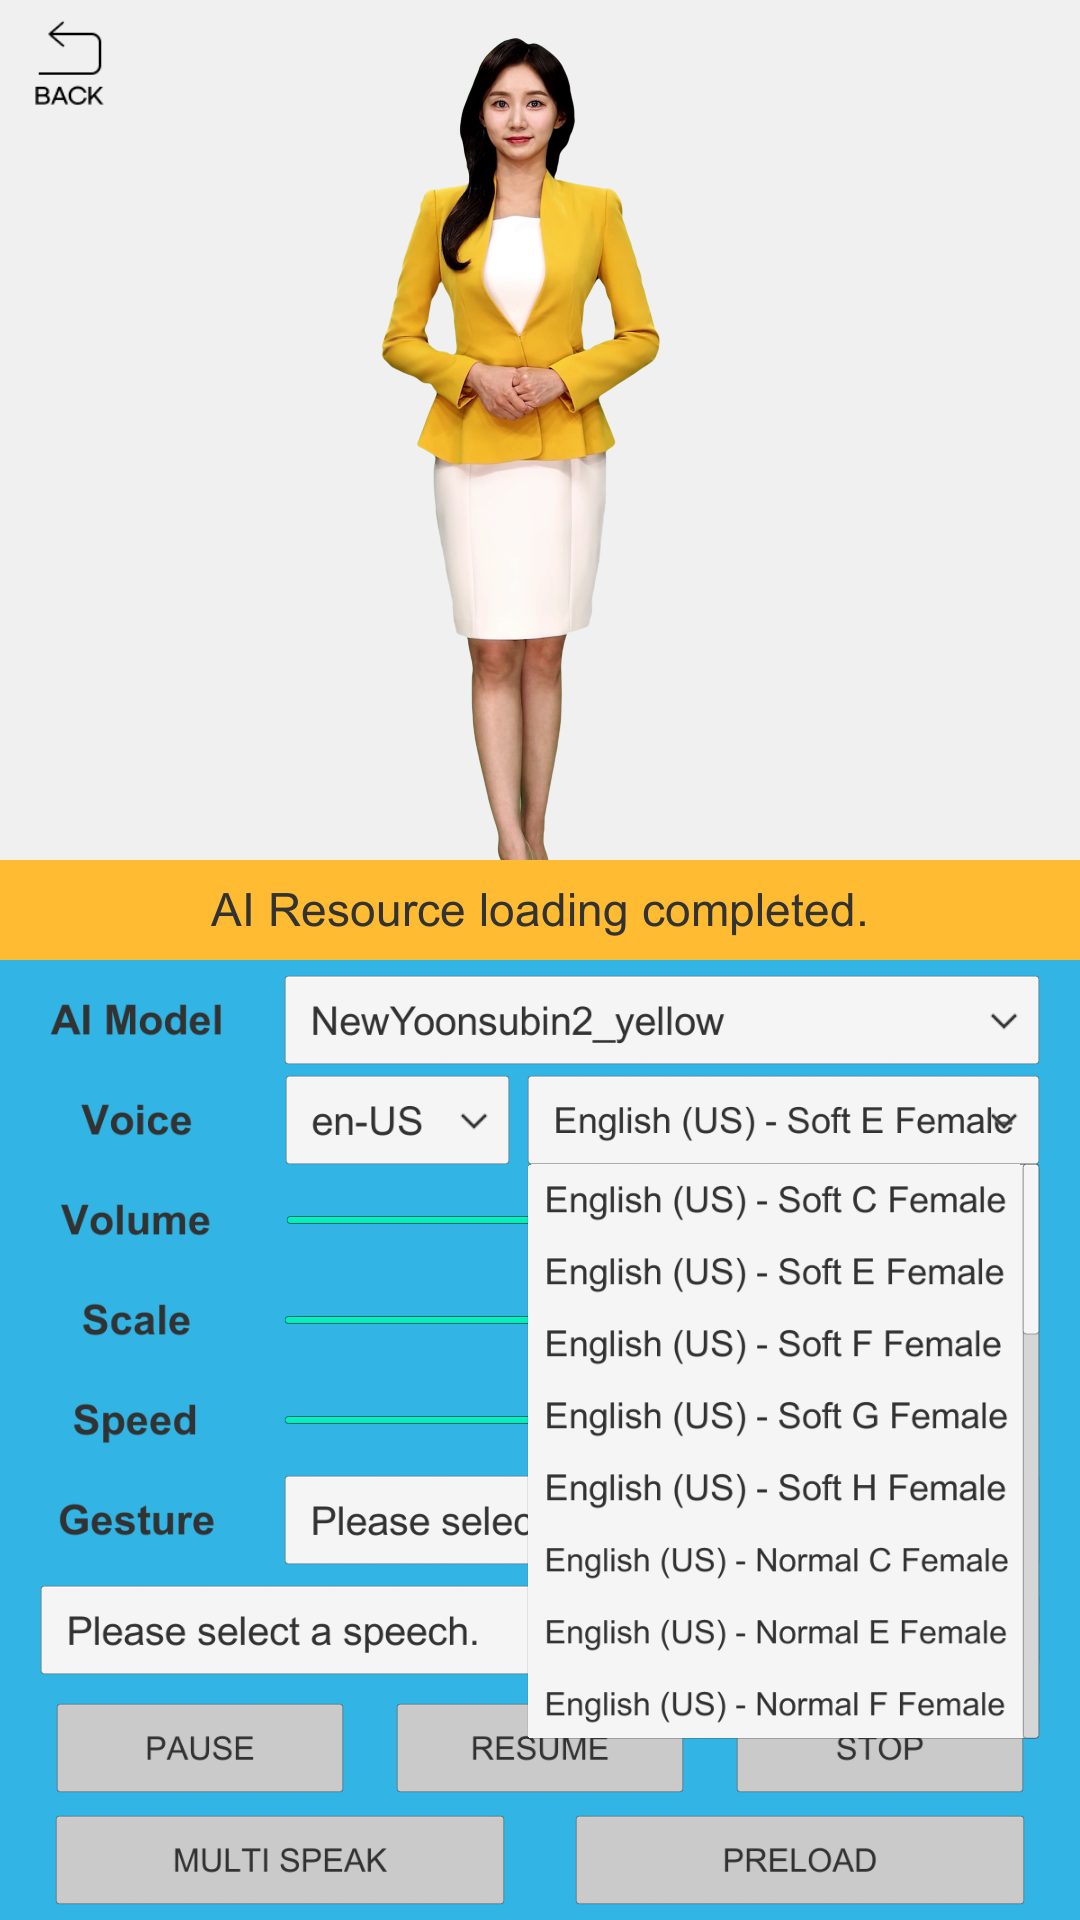 BACK
AI Resource loading completed.
AI Model
NewYoonsubin2_yellow
Voice
en-US
English (US) - Soft E Female
English (US) - Soft C Female
Volume
English (US) - Soft E Female
Scale
English (US) - Soft F Female
Speed
English (US) - Soft G Female
English (US) - Soft H Female
Gesture
Please selec
English (US) - Normal C Female
Please select a speech.
English (US) - Normal E Female
English (US) - Normal F Female
PAUSE
RESUME
STOP
MULTI SPEAK
PRELOAD